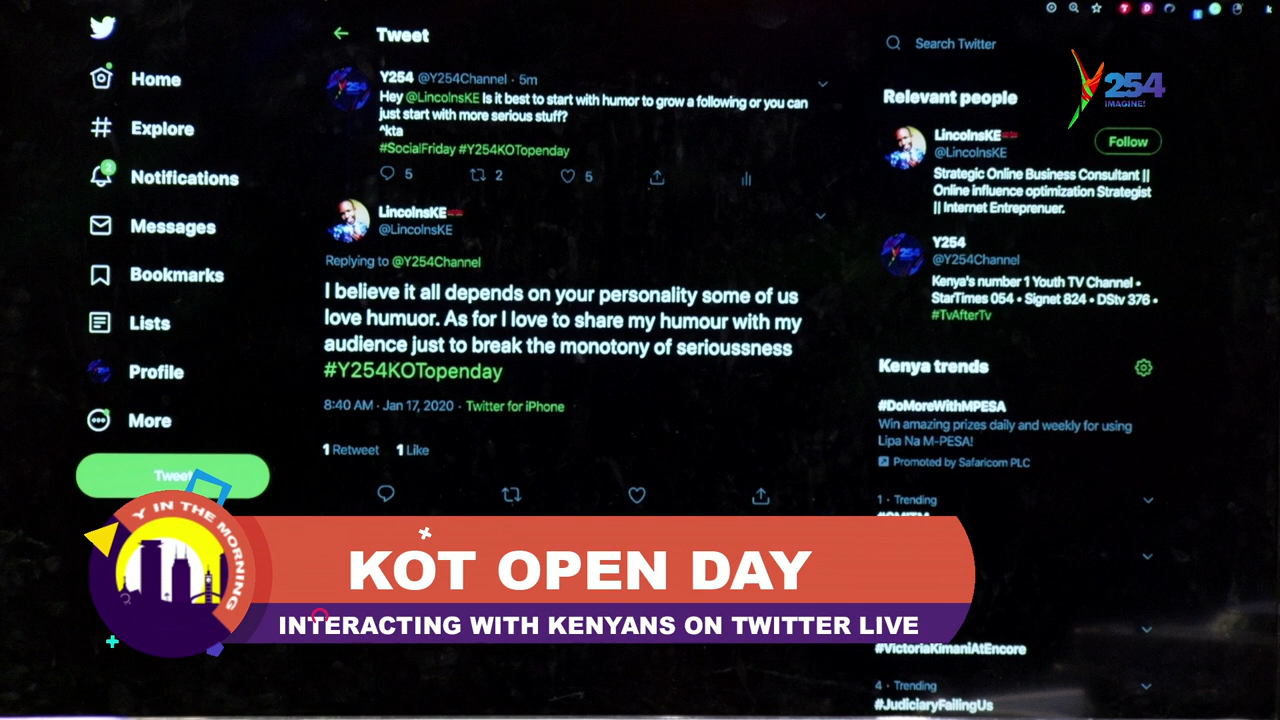 Home
Explore
2
Notifications
Messages
Bookmarks
Lists
Profile
More
Tweet
Tweet
Y254 @Y254Channel · 5m
Hey @LincolnsKE Is it best to start with humor to grow a following or you can
just start with more serious stuff?
^kta
#SocialFriday #Y254KOTopenday
5 2 5
LincolnsKE
@LincolnsKE
Replying to @Y254Channel
I believe it all depends on your personality some of us
love humuor. As for I love to share my humour with my
audience just to break the monotony of serioussness
#Y254KOTopenday
8:40 AM · Jan 17, 2020 · Twitter for iPhone
1 Retweet 1 Like
Search Twitter
Y254
IMAGINE!
Relevant people
LincolnsKE
@LincolnsKE
Follow
Strategic Online Business Consultant ||
Online influence optimization Strategist
|| Internet Entreprenuer.
Y254
@Y254Channel
Kenya's number 1 Youth TV Channel •
StarTimes 054 • Signet 824 • DStv 376 •
#TvAfterTv
Kenya trends
#DoMoreWithMPESA
Win amazing prizes daily and weekly for using
Lipa Na M-PESA!
Promoted by Safaricom PLC
1 · Trending
#VictoriaKimaniAtEncore
4 · Trending
#JudiciaryFailingUs
Y IN THE MORNING
KOT OPEN DAY
INTERACTING WITH KENYANS ON TWITTER LIVE